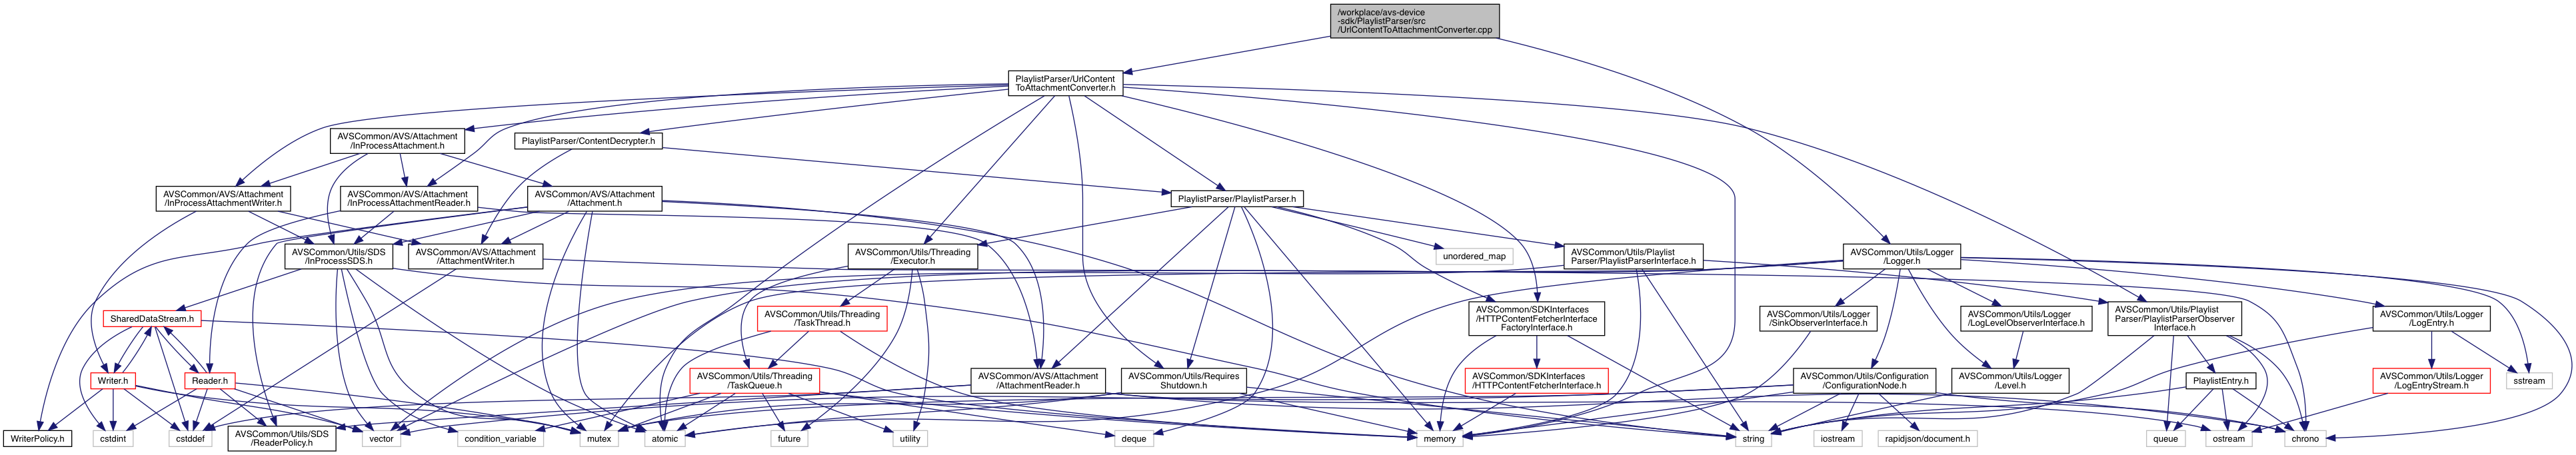 /workplace/avs-device
-sdk/PlaylistParser/src
/UrlContentToAttachmentConverter.cpp
PlaylistParser/UrlContent
ToAttachmentConverter.h
AVSCommon/AVS/Attachment
/InProcessAttachment.h
PlaylistParser/ContentDecrypter.h
AVSCommon/AVS/Attachment
/InProcessAttachmentWriter.h
AVSCommon/AVS/Attachment
/InProcessAttachmentReader.h
AVSCommon/AVS/Attachment
/Attachment.h
PlaylistParser/PlaylistParser.h
AVSCommon/Utils/SDS
/InProcessSDS.h
AVSCommon/AVS/Attachment
/AttachmentWriter.h
AVSCommon/Utils/Threading
/Executor.h
unordered_map
AVSCommon/Utils/Playlist
Parser/PlaylistParserInterface.h
AVSCommon/Utils/Logger
/Logger.h
SharedDataStream.h
AVSCommon/Utils/Threading
/TaskThread.h
AVSCommon/SDKInterfaces
/HTTPContentFetcherInterface
FactoryInterface.h
AVSCommon/Utils/Logger
/SinkObserverInterface.h
AVSCommon/Utils/Logger
/LogLevelObserverInterface.h
AVSCommon/Utils/Playlist
Parser/PlaylistParserObserver
Interface.h
AVSCommon/Utils/Logger
/LogEntry.h
Writer.h
Reader.h
AVSCommon/Utils/Threading
/TaskQueue.h
AVSCommon/AVS/Attachment
/AttachmentReader.h
AVSCommon/Utils/Requires
Shutdown.h
AVSCommon/SDKInterfaces
/HTTPContentFetcherInterface.h
AVSCommon/Utils/Configuration
/ConfigurationNode.h
AVSCommon/Utils/Logger
/Level.h
PlaylistEntry.h
AVSCommon/Utils/Logger
/LogEntryStream.h
sstream
WriterPolicy.h
cstdint
cstddef
AVSCommon/Utils/SDS
/ReaderPolicy.h
vector
condition_variable
mutex
atomic
future
utility
deque
memory
string
iostream
rapidjson/document.h
queue
ostream
chrono